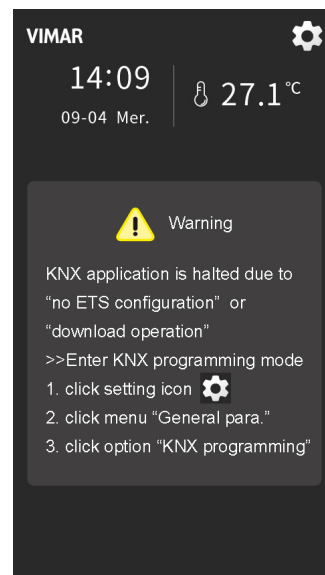 VIMAR
14:09
09-04 Mer.
27.1°C
Warning
KNX application is halted due to
“no ETS configuration” or
“download operation”
>>Enter KNX programming mode
1. click setting icon
2. click menu “General para.”
3. click option “KNX programming”